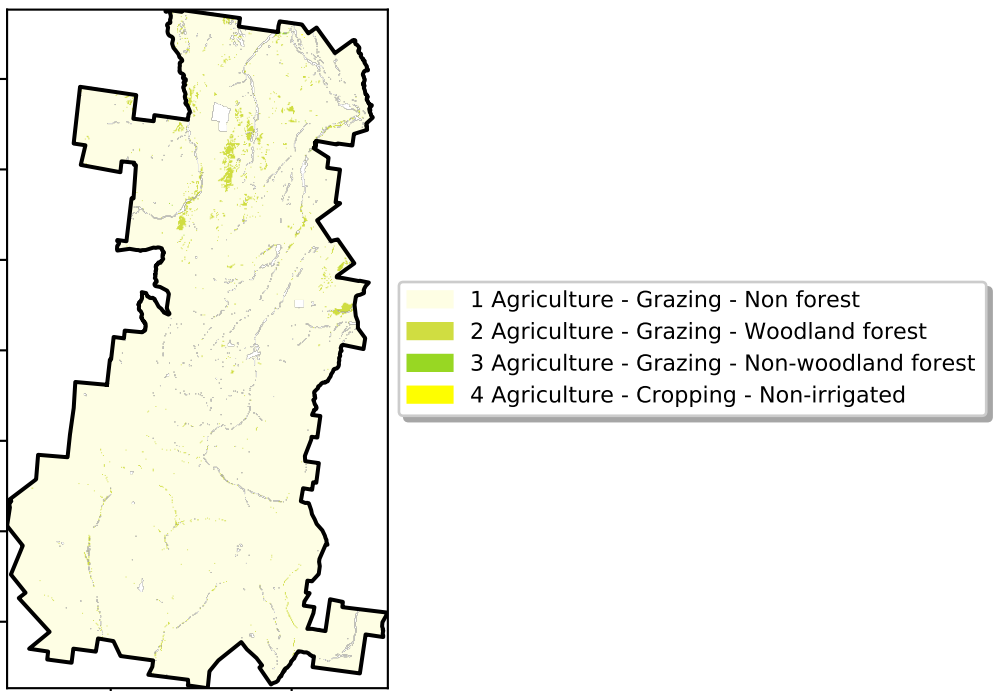 1 Agriculture - Grazing - Non forest
2 Agriculture - Grazing - Woodland forest
3 Agriculture - Grazing - Non-woodland forest
4 Agriculture - Cropping - Non-irrigated